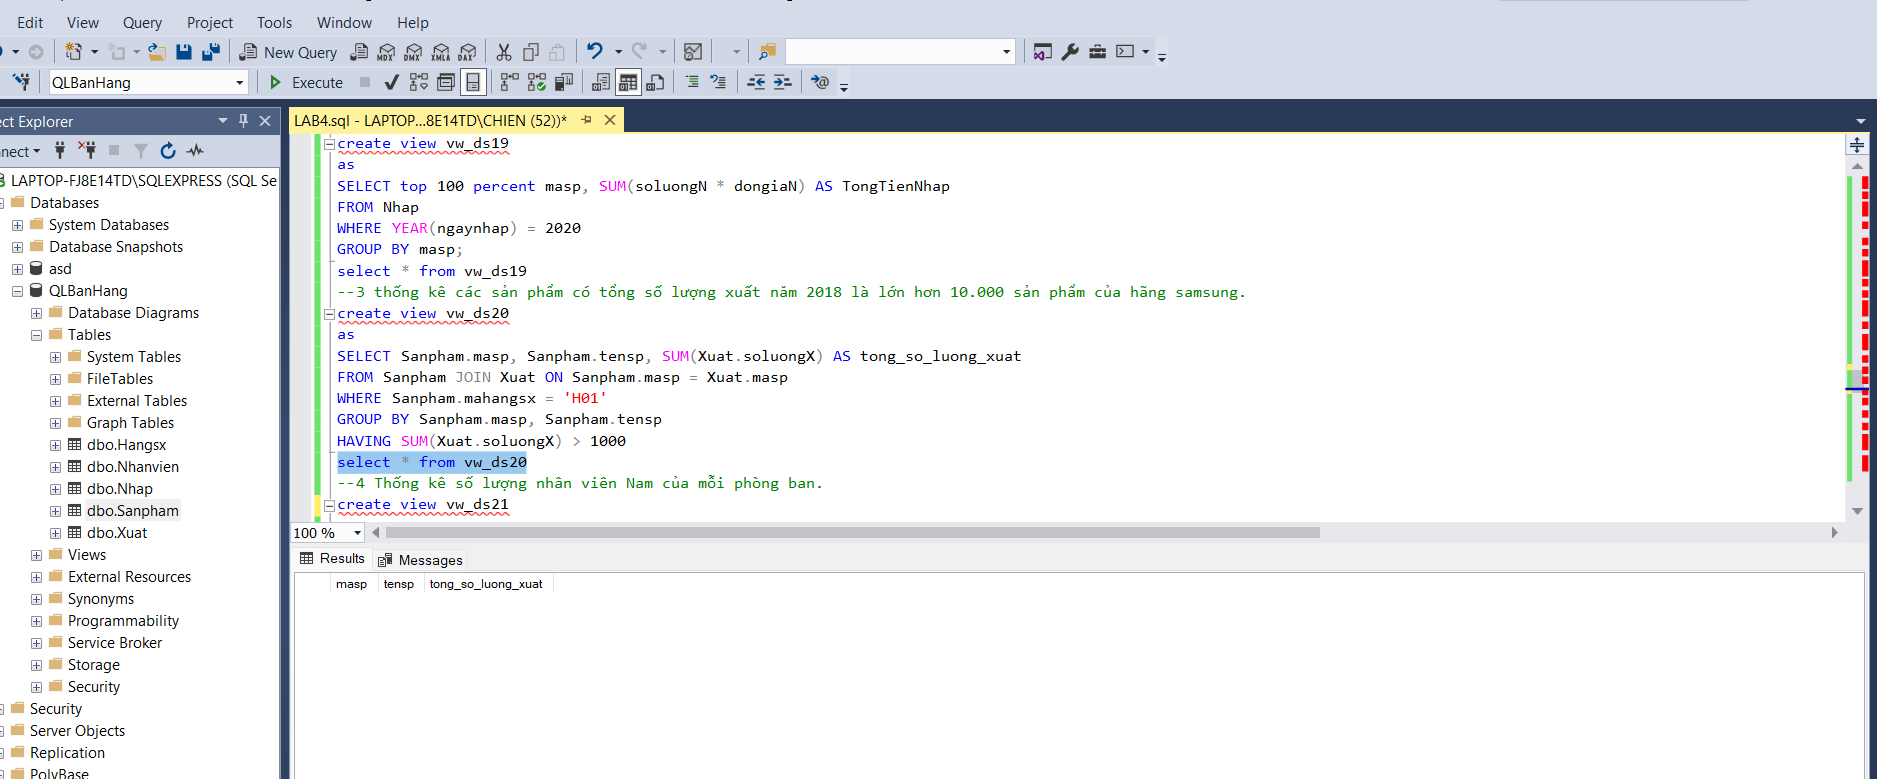 Edit View Query Project Tools Window Help
New Query MDX DMX XMLA DAX
QLBanHang Execute
ect Explorer
LAB4.sql - LAPTOP...8E14TD\CHIEN (52))*
nnect
LAPTOP-FJ8E14TD\SQLEXPRESS (SQL Se
Databases
System Databases
Database Snapshots
asd
QLBanHang
Database Diagrams
Tables
System Tables
FileTables
External Tables
Graph Tables
dbo.Hangsx
dbo.Nhanvien
dbo.Nhap
dbo.Sanpham
dbo.Xuat
Views
External Resources
Synonyms
Programmability
Service Broker
Storage
Security
Security
Server Objects
Replication
PolyBase
create view vw_ds19
as
SELECT top 100 percent masp, SUM(soluongN * dongiaN) AS TongTienNhap
FROM Nhap
WHERE YEAR(ngaynhap) = 2020
GROUP BY masp;
select * from vw_ds19
--3 thống kê các sản phẩm có tổng số lượng xuất năm 2018 là lớn hơn 10.000 sản phẩm của hãng samsung.
create view vw_ds20
as
SELECT Sanpham.masp, Sanpham.tensp, SUM(Xuat.soluongX) AS tong_so_luong_xuat
FROM Sanpham JOIN Xuat ON Sanpham.masp = Xuat.masp
WHERE Sanpham.mahangsx = 'H01'
GROUP BY Sanpham.masp, Sanpham.tensp
HAVING SUM(Xuat.soluongX) > 1000
select * from vw_ds20
--4 Thống kê số lượng nhân viên Nam của mỗi phòng ban.
create view vw_ds21
100 %
Results Messages
masp tensp tong_so_luong_xuat